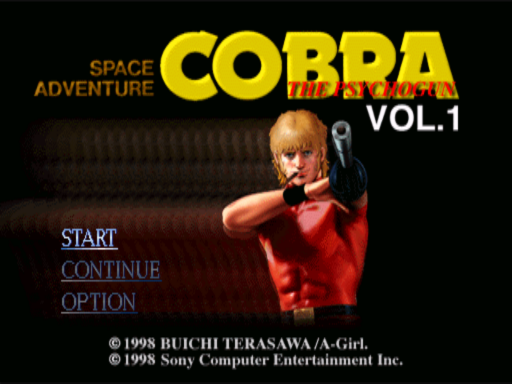 SPACE
ADVENTURE
COBRA
THE PSYCHOGUN
VOL.1
START
CONTINUE
OPTION
©1998 BUICHI TERASAWA /A-Girl.
©1998 Sony Computer Entertainment Inc.